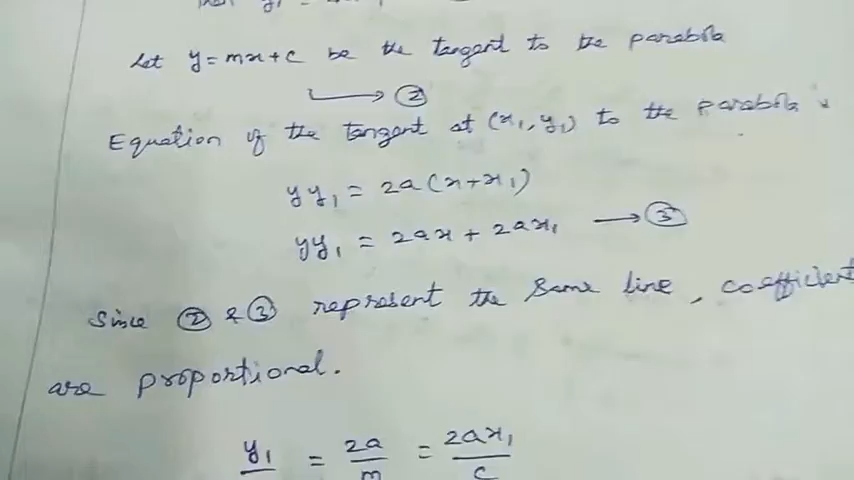 Let y = mx + c be the tangent to the parabola
→ ②
Equation of the tangent at (x₁, y₁) to the parabola is
yy₁ = 2a(x+x₁)
yy₁ = 2ax + 2ax₁ → ③
Since ② & ③ represent the same line, coefficient
are proportional.
y₁ = 2a/m = 2ax₁/c